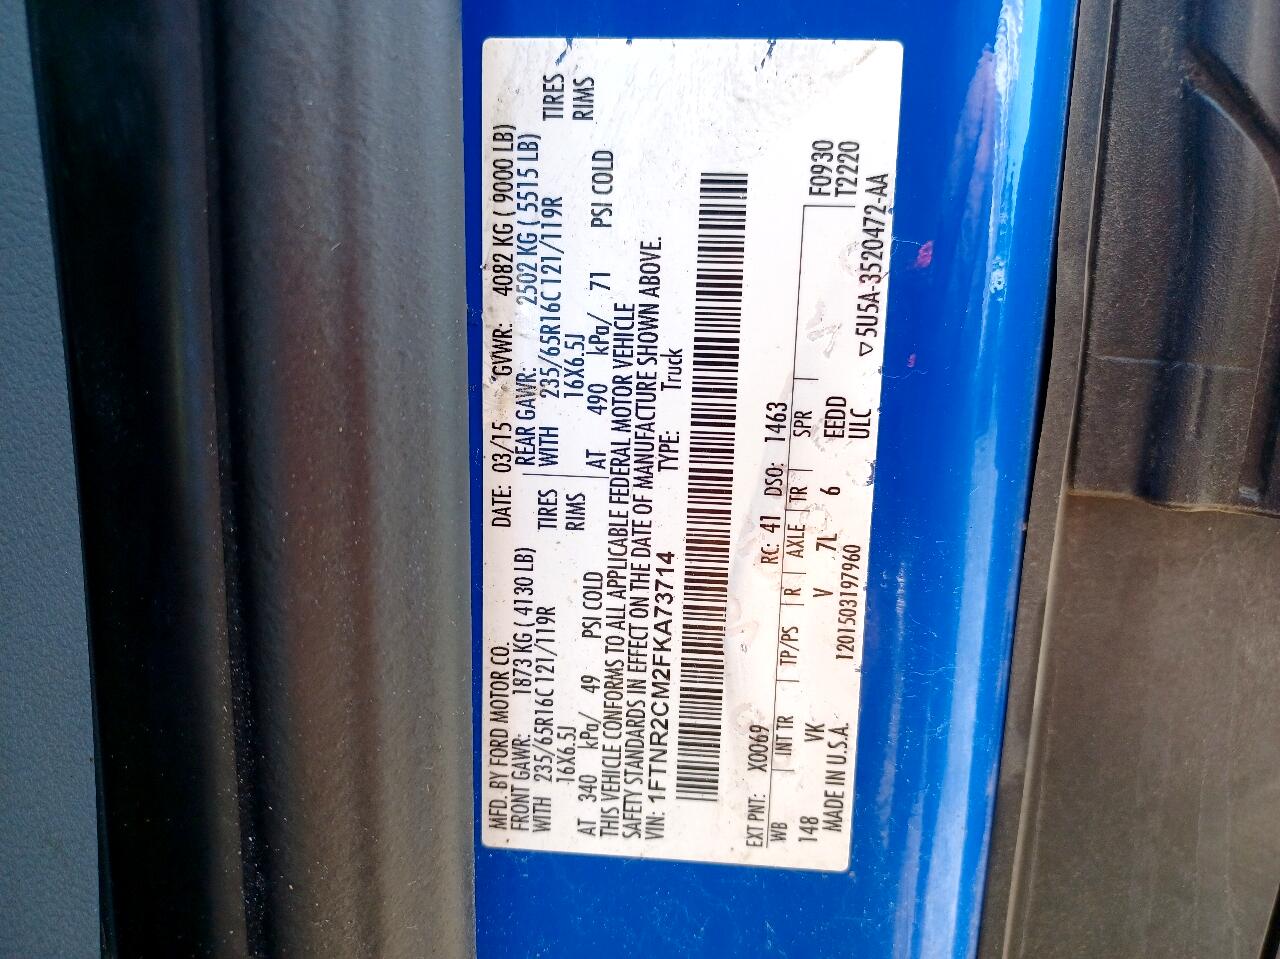 MFD. BY FORD MOTOR CO. DATE: 03/15 GVWR: 4082 KG ( 9000 LB)
FRONT GAWR: 1873 KG ( 4130 LB) REAR GAWR: 2502 KG ( 5515 LB)
WITH 235/65R16C 121/119R TIRES WITH 235/65R16C 121/119R TIRES
16X6.5J RIMS 16X6.5J RIMS
AT 340 kPa/ 49 PSI COLD AT 490 kPa/ 71 PSI COLD
THIS VEHICLE CONFORMS TO ALL APPLICABLE FEDERAL MOTOR VEHICLE
SAFETY STANDARDS IN EFFECT ON THE DATE OF MANUFACTURE SHOWN ABOVE.
VIN: 1FTNR2CM2FKA73714 TYPE: Truck
EXT PNT: X0069 RC: 41 DSO: 1463
WB INT TR TP/PS R AXLE TR SPR F0930
148 VK V 7L 6 EEDD T2220
MADE IN U.S.A. 1201503197960 ULC ▽5U5A-3520472-AA